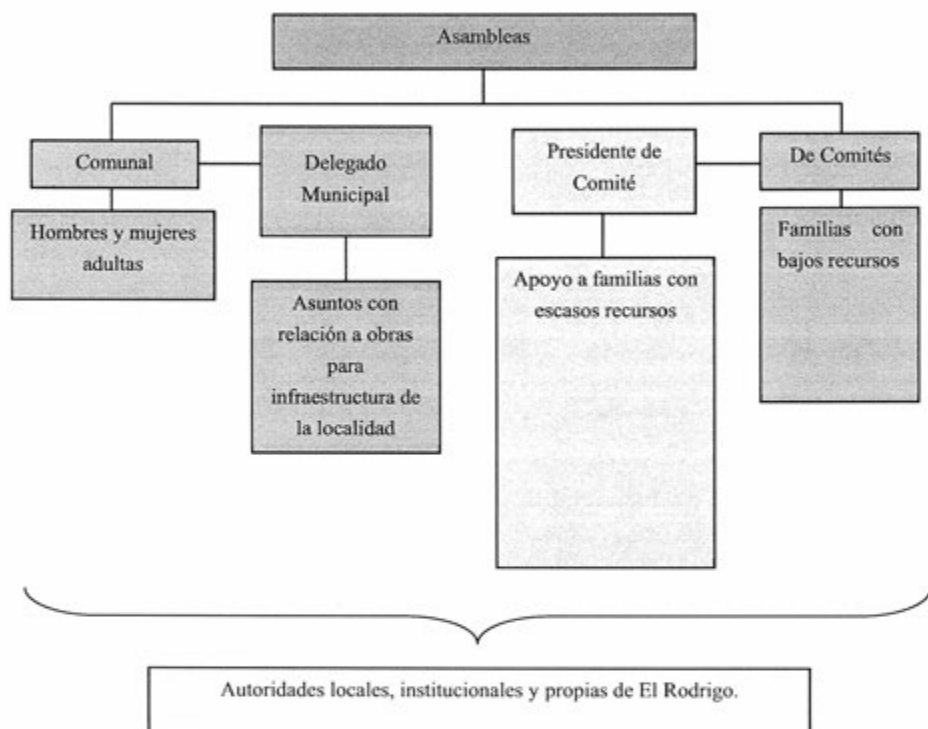 Asambleas
Comunal
Delegado
Municipal
Presidente de
Comité
De Comités
Hombres y mujeres
adultas
Familias con
bajos recursos
Asuntos con
relación a obras
para
infraestructura de
la localidad
Apoyo a familias con
escasos recursos
Autoridades locales, institucionales y propias de El Rodrigo.